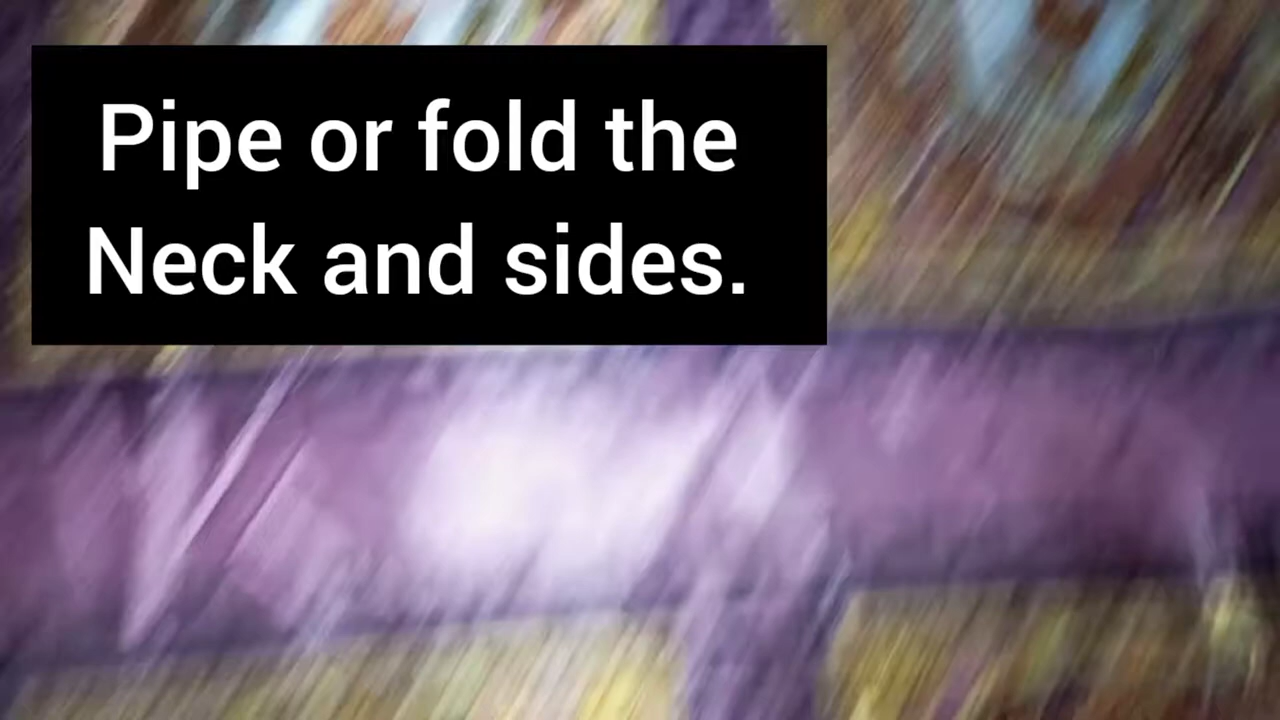 Pipe or fold the
Neck and sides.